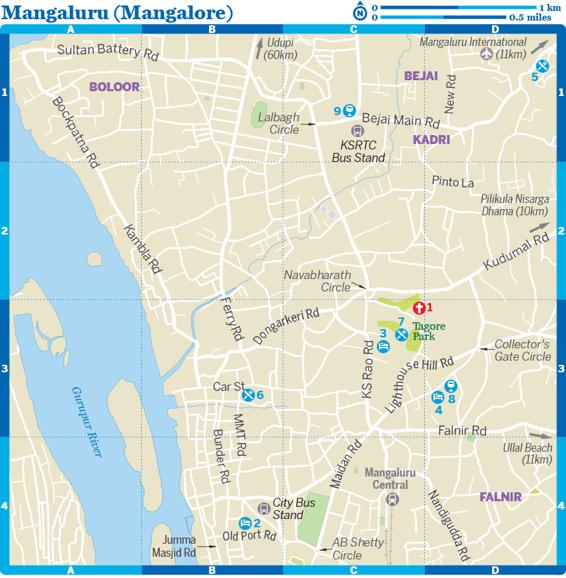 Mangaluru (Mangalore)
N
0 1 km
0 0.5 miles
A B C D
1
2
3
4
Sultan Battery Rd
Udupi
(60km)
Mangaluru International
(11km)
5
BOLOOR
BEJAI
New Rd
9
Bejai Main Rd
Lalbagh
Circle
KSRTC
Bus Stand
KADRI
Bockpatna Rd
Pinto La
Pilikula Nisarga
Dhama (10km)
Kambla Rd
Kudumal Rd
Navabharath
Circle
1
Ferry Rd
Dongarkeri Rd
7
3
Tagore
Park
Collector's
Gate Circle
KS Rao Rd
Lighthouse Hill Rd
Car St
6
8
4
Gurupur River
MMT Rd
Bunder Rd
Falnir Rd
Ullal Beach
(11km)
Maidan Rd
Mangaluru
Central
FALNIR
Nandigudda Rd
City Bus
Stand
2
Old Port Rd
Jumma
Masjid Rd
AB Shetty
Circle
A B C D
1
2
3
4